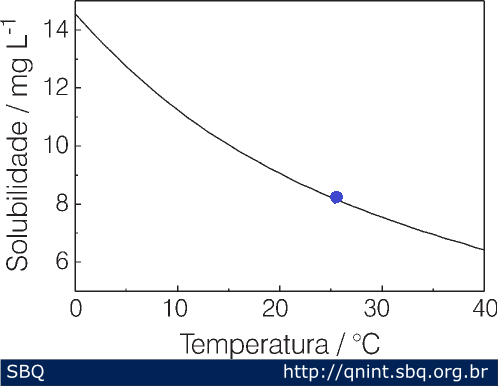 Solubilidade / mg L⁻¹
14
12
10
8
6
0 10 20 30 40
Temperatura / °C
SBQ http://qnint.sbq.org.br